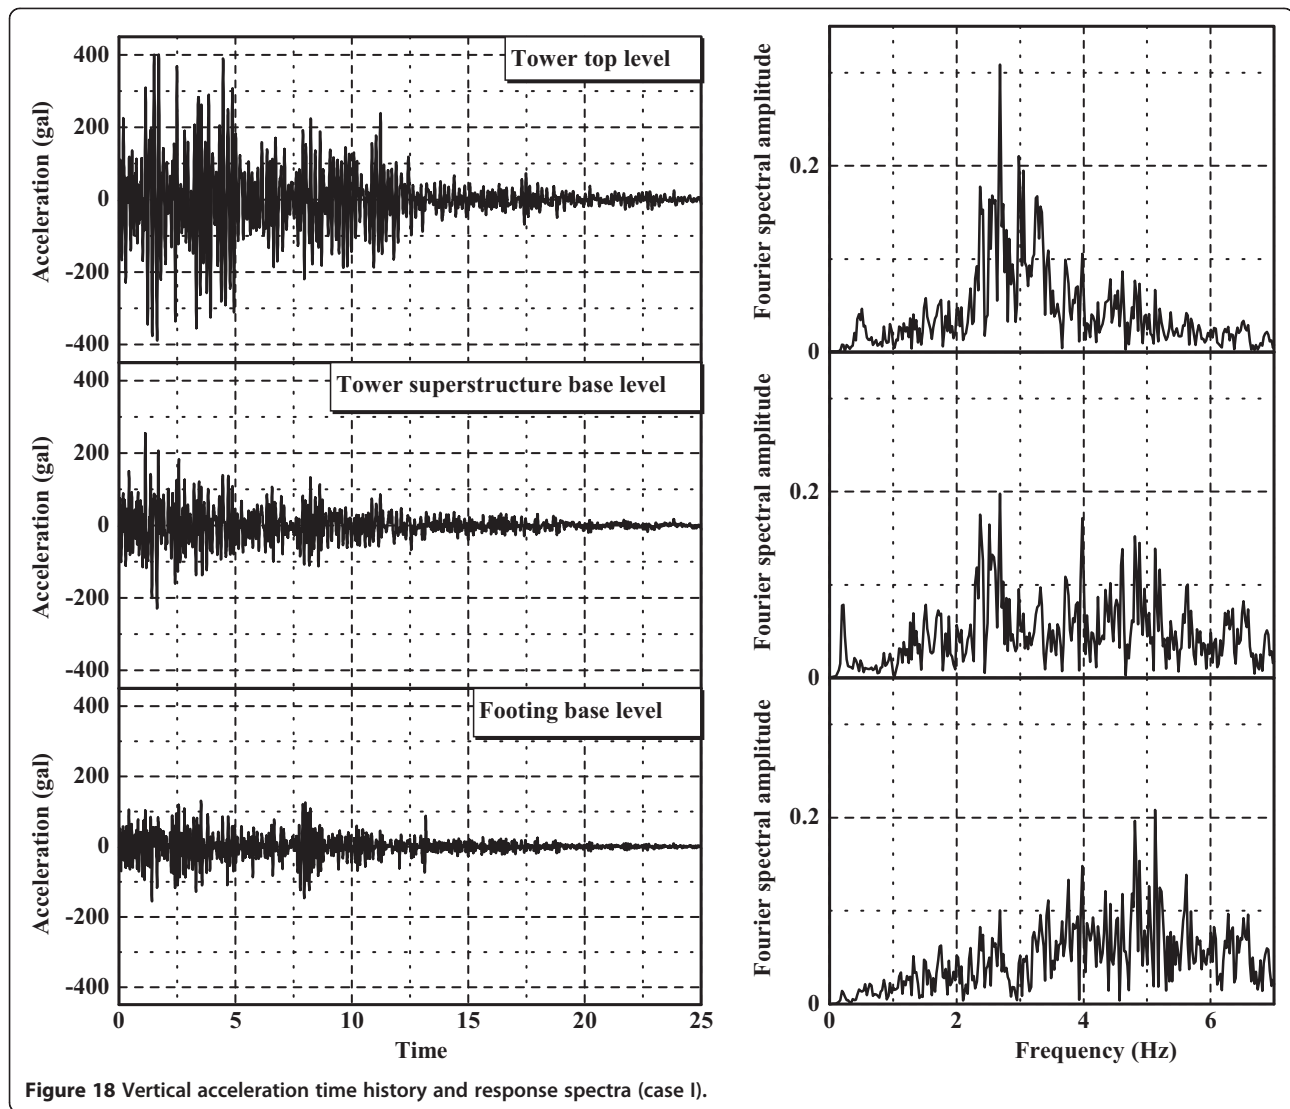 Tower top level
400
200
0
-200
-400
Acceleration (gal)
0.2
0
Fourier spectral amplitude
Tower superstructure base level
400
200
0
-200
-400
Acceleration (gal)
0.2
0
Fourier spectral amplitude
Footing base level
400
200
0
-200
-400
Acceleration (gal)
0.2
0
Fourier spectral amplitude
0 5 10 15 20 25
Time
0 2 4 6
Frequency (Hz)
Figure 18 Vertical acceleration time history and response spectra (case I).